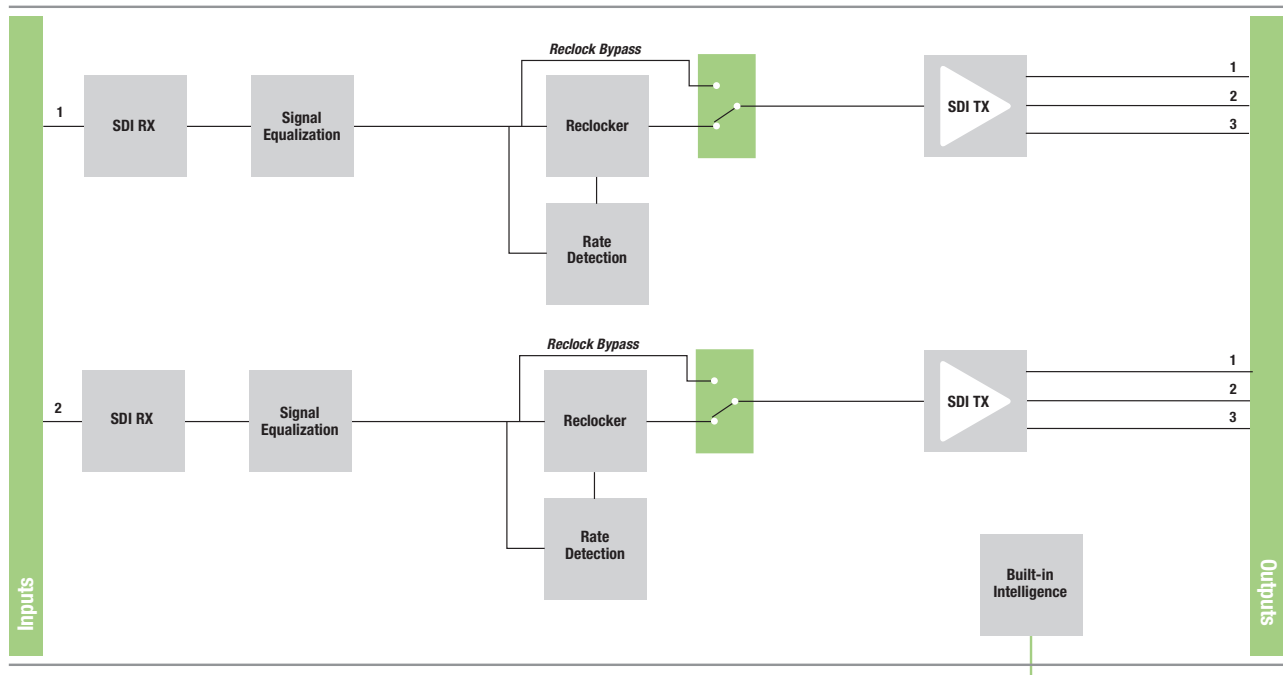 Reclock Bypass
1
SDI RX
Signal
Equalization
Reclocker
SDI TX
1
2
3
Rate
Detection
Reclock Bypass
2
SDI RX
Signal
Equalization
Reclocker
SDI TX
1
2
3
Rate
Detection
Built-in
Intelligence
Inputs
Outputs